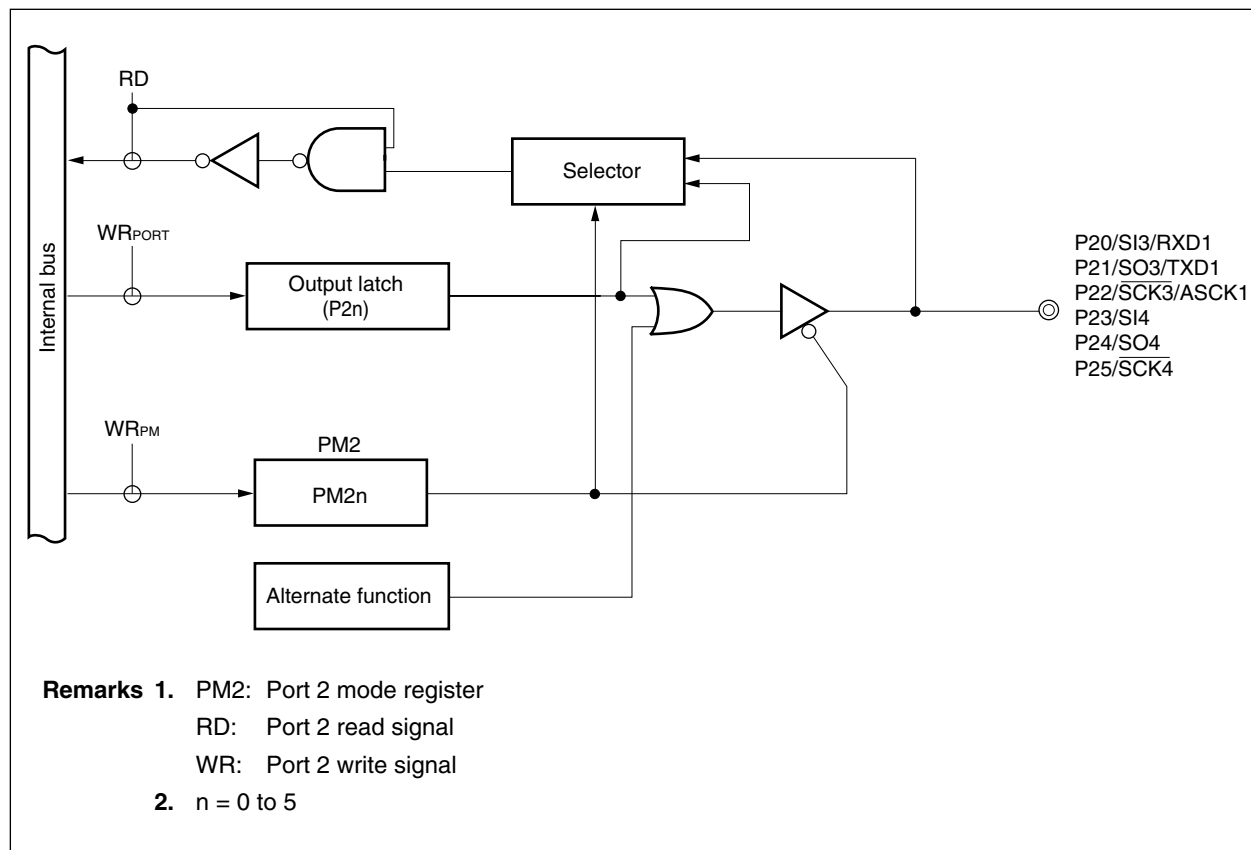 RD
Selector
WRPORT
Output latch
(P2n)
P20/SI3/RXD1
P21/SO3/TXD1
P22/S̅C̅K̅3̅/ASCK1
P23/SI4
P24/SO4
P25/S̅C̅K̅4̅
Internal bus
WRPM
PM2
PM2n
Alternate function
Remarks 1. PM2: Port 2 mode register
RD: Port 2 read signal
WR: Port 2 write signal
2. n = 0 to 5